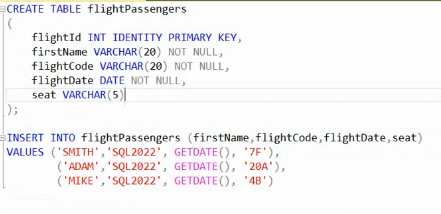 CREATE TABLE flightPassengers
(
flightId INT IDENTITY PRIMARY KEY,
firstName VARCHAR(20) NOT NULL,
flightCode VARCHAR(20) NOT NULL,
flightDate DATE NOT NULL,
seat VARCHAR(5)
);
INSERT INTO flightPassengers (firstName,flightCode,flightDate,seat)
VALUES ('SMITH','SQL2022', GETDATE(), '7F'),
('ADAM','SQL2022', GETDATE(), '20A'),
('MIKE','SQL2022', GETDATE(), '4B')